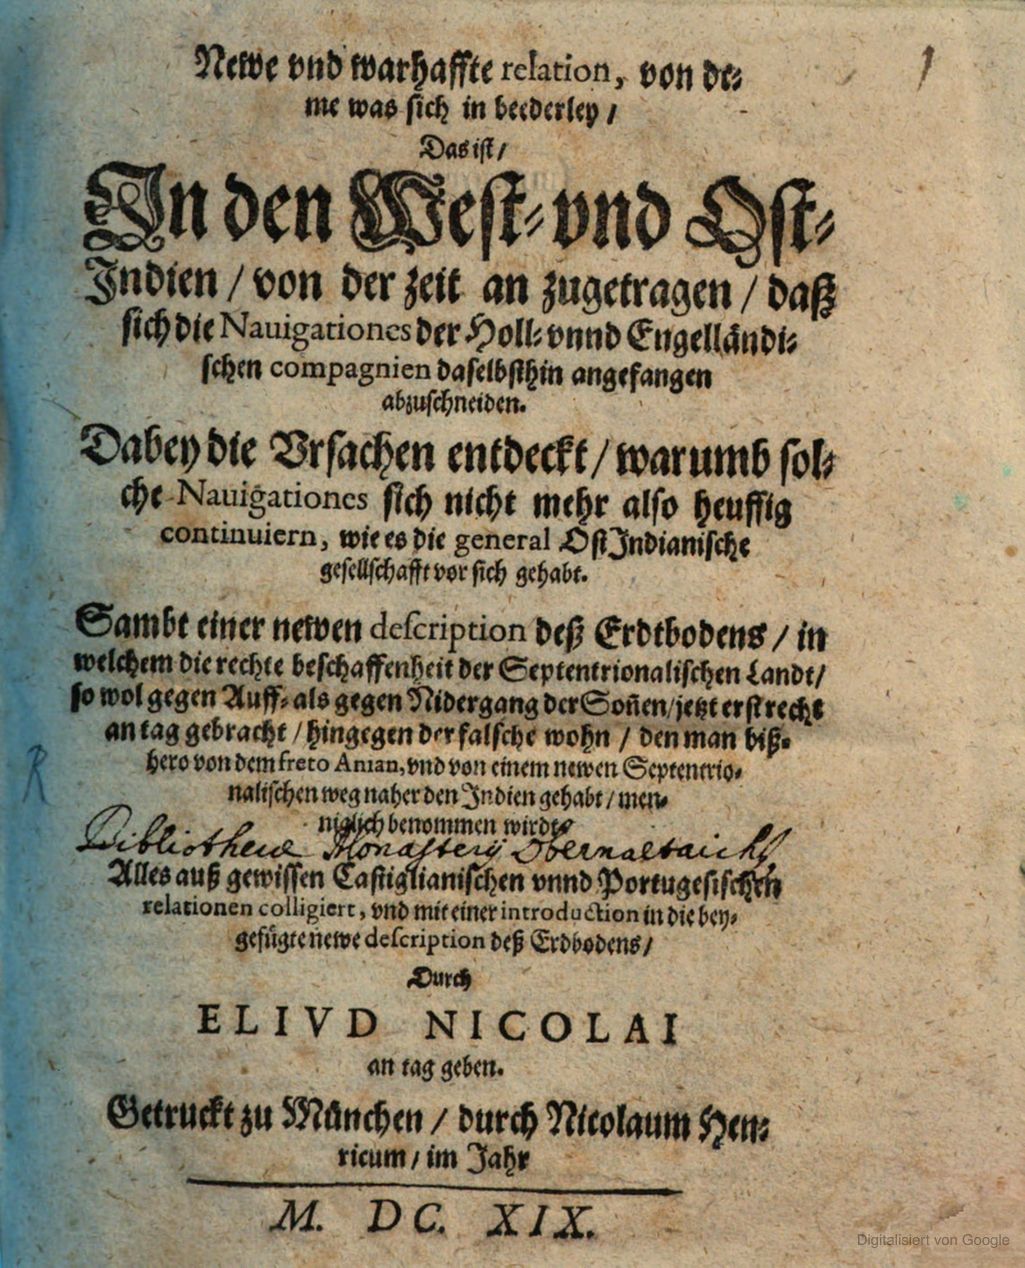 1
Newe vnd warhaffte relation, von de⸗
me was sich in beederley /
Das ist /
In den West⸗ vnd Ost⸗
Indien / von der zeit an zugetragen / daß
sich die Nauigationes der Holl⸗ vnnd Engelländi⸗
schen compagnien daselbsthin angefangen
abzuschneiden.
Dabey die Vrsachen entdeckt / warumb sol⸗
che Nauigationes sich nicht mehr also heuffig
continuiern, wie es die general OstIndianische
gesellschafft vor sich gehabt.
Sambt einer newen description deß Erdtbodens / in
welchem die rechte beschaffenheit der Septentrionalischen Landt /
so wol gegen Auff⸗ als gegen Nidergang der Soñen / jetzt erst recht
an tag gebracht / hingegen der falsche wohn / den man biß⸗
hero von dem freto Anian, vnd von einem newen Septentrio⸗
nalischen weg naher den Indien gehabt / men⸗
niglich benommen wirdt.
R
Monasterij
Alles auß gewissen Castiglianischen vnnd Portugesischen
relationen colligiert, vnd mit einer introduction in die bey⸗
gefügte newe description deß Erdbodens /
Durch
ELIVD NICOLAI
an tag geben.
Getruckt zu München / durch Nicolaum Hen⸗
ricum / im Jahr
M. DC. XIX.
Digitalisiert von Google